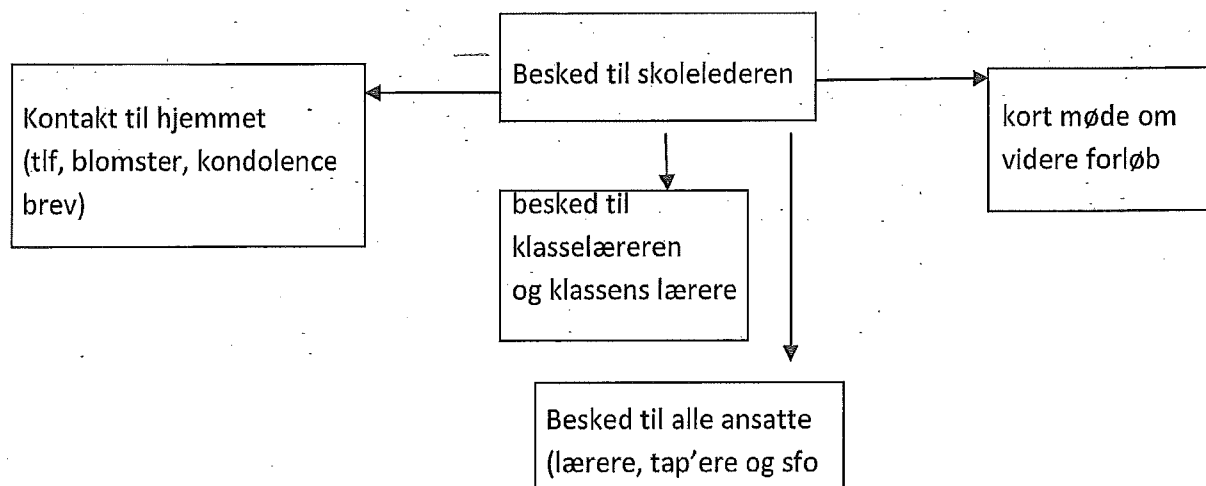 Besked til skolelederen
Kontakt til hjemmet
(tlf, blomster, kondolence
brev)
kort møde om
videre forløb
besked til
klasselæreren
og klassens lærere
Besked til alle ansatte
(lærere, tap'ere og sfo